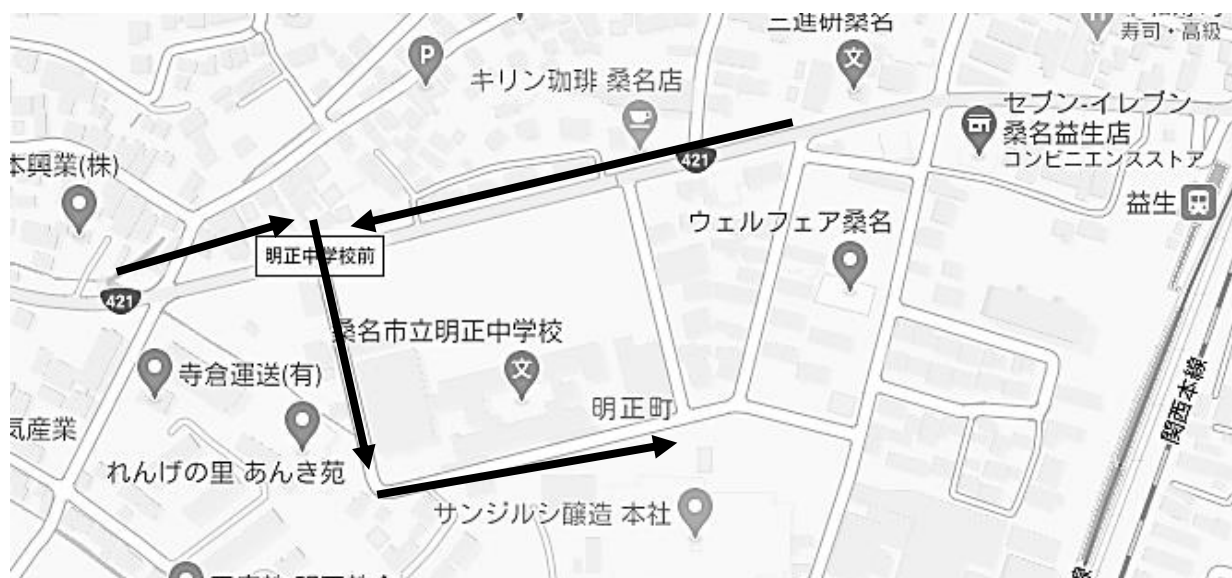 三進研桑名
寿司・高級
キリン珈琲 桑名店
セブン-イレブン
桑名益生店
コンビニエンスストア
本興業(株)
421
益生
ウェルフェア桑名
明正中学校前
421
桑名市立明正中学校
寺倉運送(有)
関西本線
明正町
気産業
れんげの里 あんき苑
サンジルシ醸造 本社